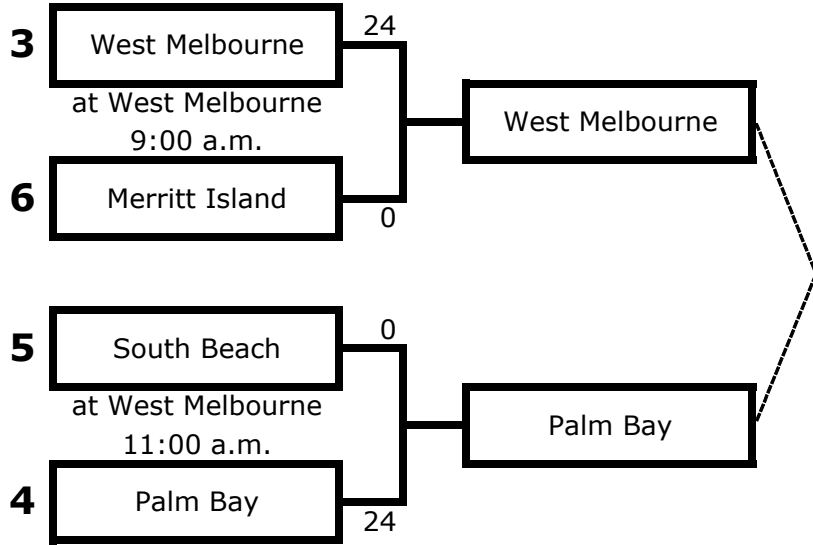 24
3 West Melbourne
at West Melbourne
9:00 a.m.
West Melbourne
6 Merritt Island
0
0
5 South Beach
at West Melbourne
11:00 a.m.
Palm Bay
4 Palm Bay
24